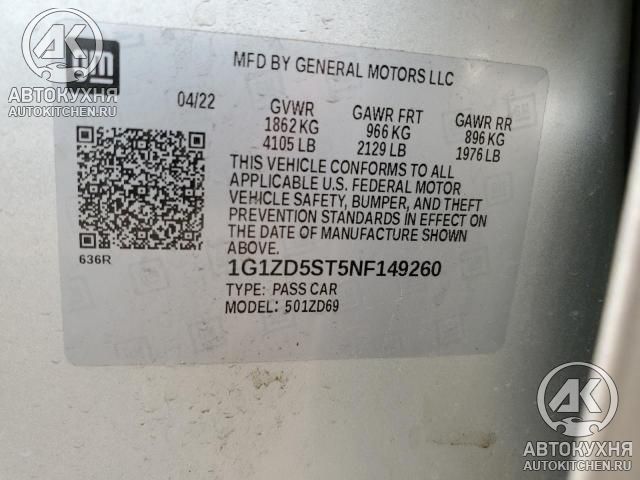 AK
АВТОКУХНЯ
AUTOKITCHEN.RU
GM
MFD BY GENERAL MOTORS LLC
04/22 GVWR GAWR FRT GAWR RR
1862 KG 966 KG 896 KG
4105 LB 2129 LB 1976 LB
THIS VEHICLE CONFORMS TO ALL
APPLICABLE U.S. FEDERAL MOTOR
VEHICLE SAFETY, BUMPER, AND THEFT
PREVENTION STANDARDS IN EFFECT ON
THE DATE OF MANUFACTURE SHOWN ABOVE.
636R
1G1ZD5ST5NF149260
TYPE: PASS CAR
MODEL: 501ZD69
AK
АВТОКУХНЯ
AUTOKITCHEN.RU